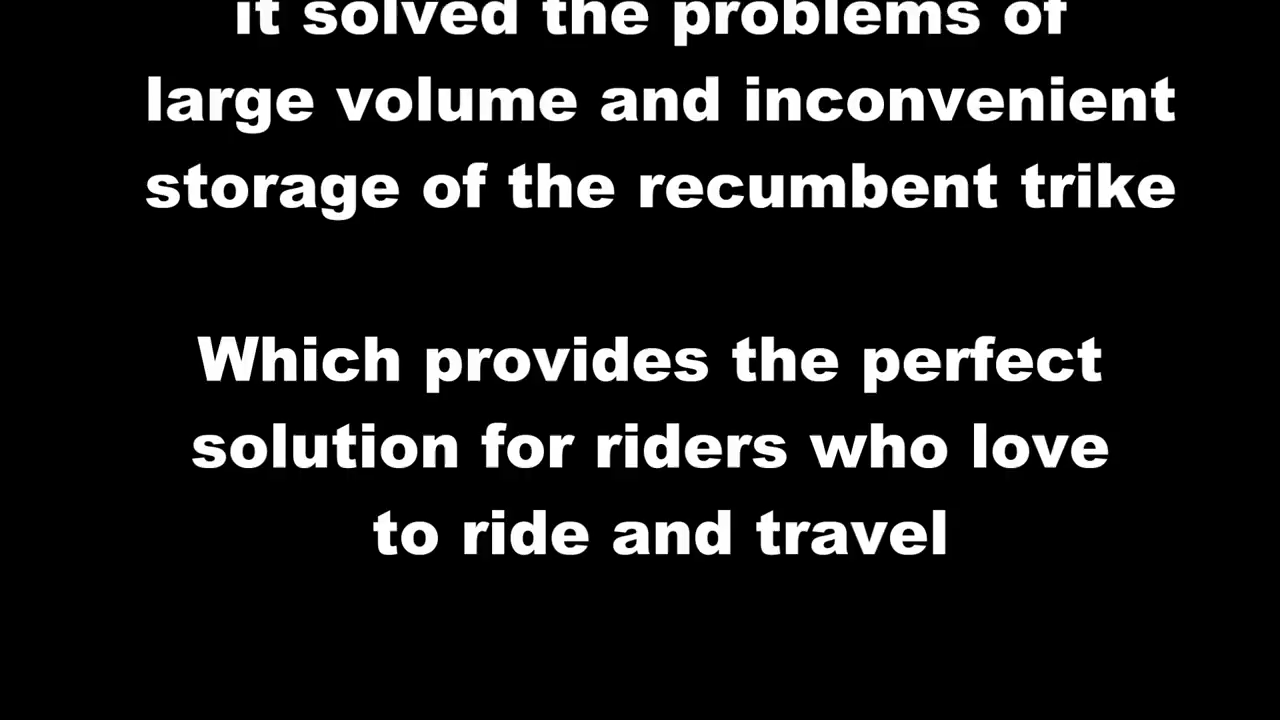 it solved the problems of
large volume and inconvenient
storage of the recumbent trike
Which provides the perfect
solution for riders who love
to ride and travel